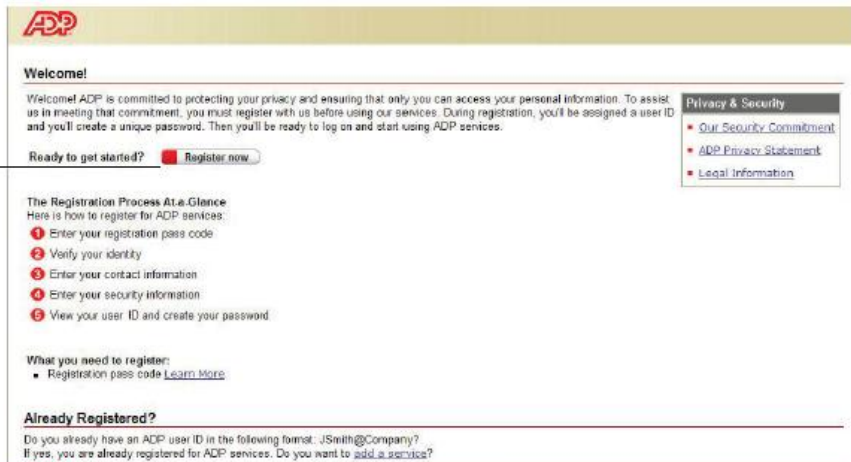 ADP
Welcome!
Welcome! ADP is committed to protecting your privacy and ensuring that only you can access your personal information. To assist
us in meeting that commitment, you must register with us before using our services. During registration, you'll be assigned a user ID
and you'll create a unique password. Then you'll be ready to log on and start using ADP services.
Privacy & Security
Our Security Commitment
ADP Privacy Statement
Legal Information
Ready to get started? Register now
The Registration Process At-a-Glance
Here is how to register for ADP services:
1 Enter your registration pass code
2 Verify your identity
3 Enter your contact information
4 Enter your security information
5 View your user ID and create your password
What you need to register:
Registration pass code Learn More
Already Registered?
Do you already have an ADP user ID in the following format: JSmith@Company?
If yes, you are already registered for ADP services. Do you want to add a service?